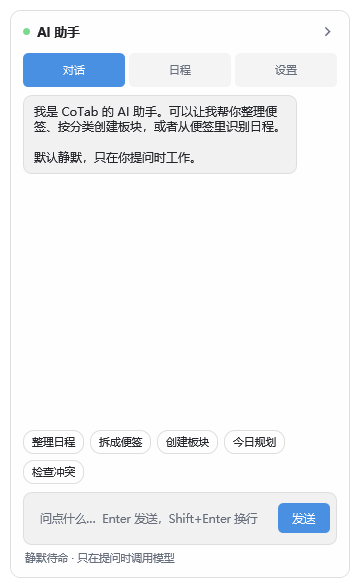 AI 助手
对话 日程 设置
我是 CoTab 的 AI 助手。可以让我帮你整理便
签、按分类创建板块，或者从便签里识别日程。
默认静默，只在你提问时工作。
整理日程 拆成便签 创建板块 今日规划
检查冲突
问点什么... Enter 发送，Shift+Enter 换行 发送
静默待命 · 只在提问时调用模型